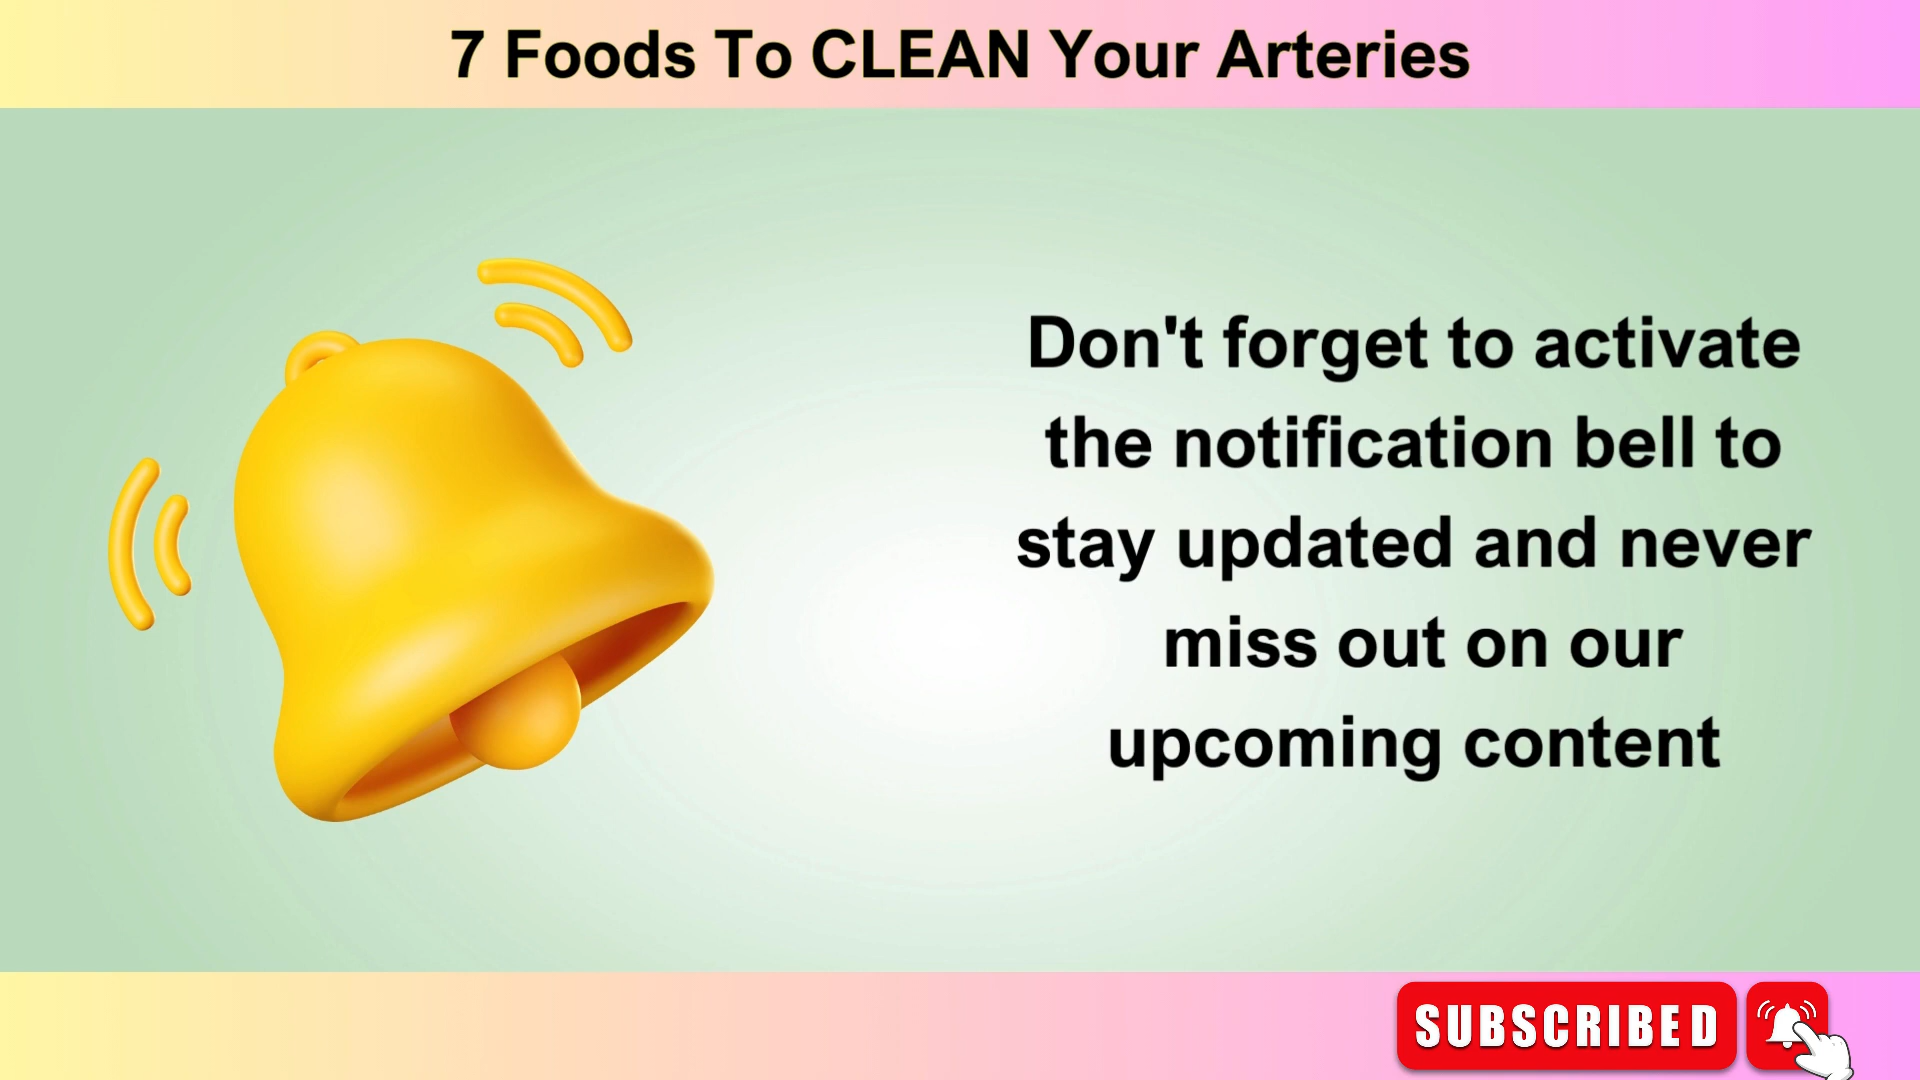 7 Foods To CLEAN Your Arteries
Don't forget to activate
the notification bell to
stay updated and never
miss out on our
upcoming content
SUBSCRIBED